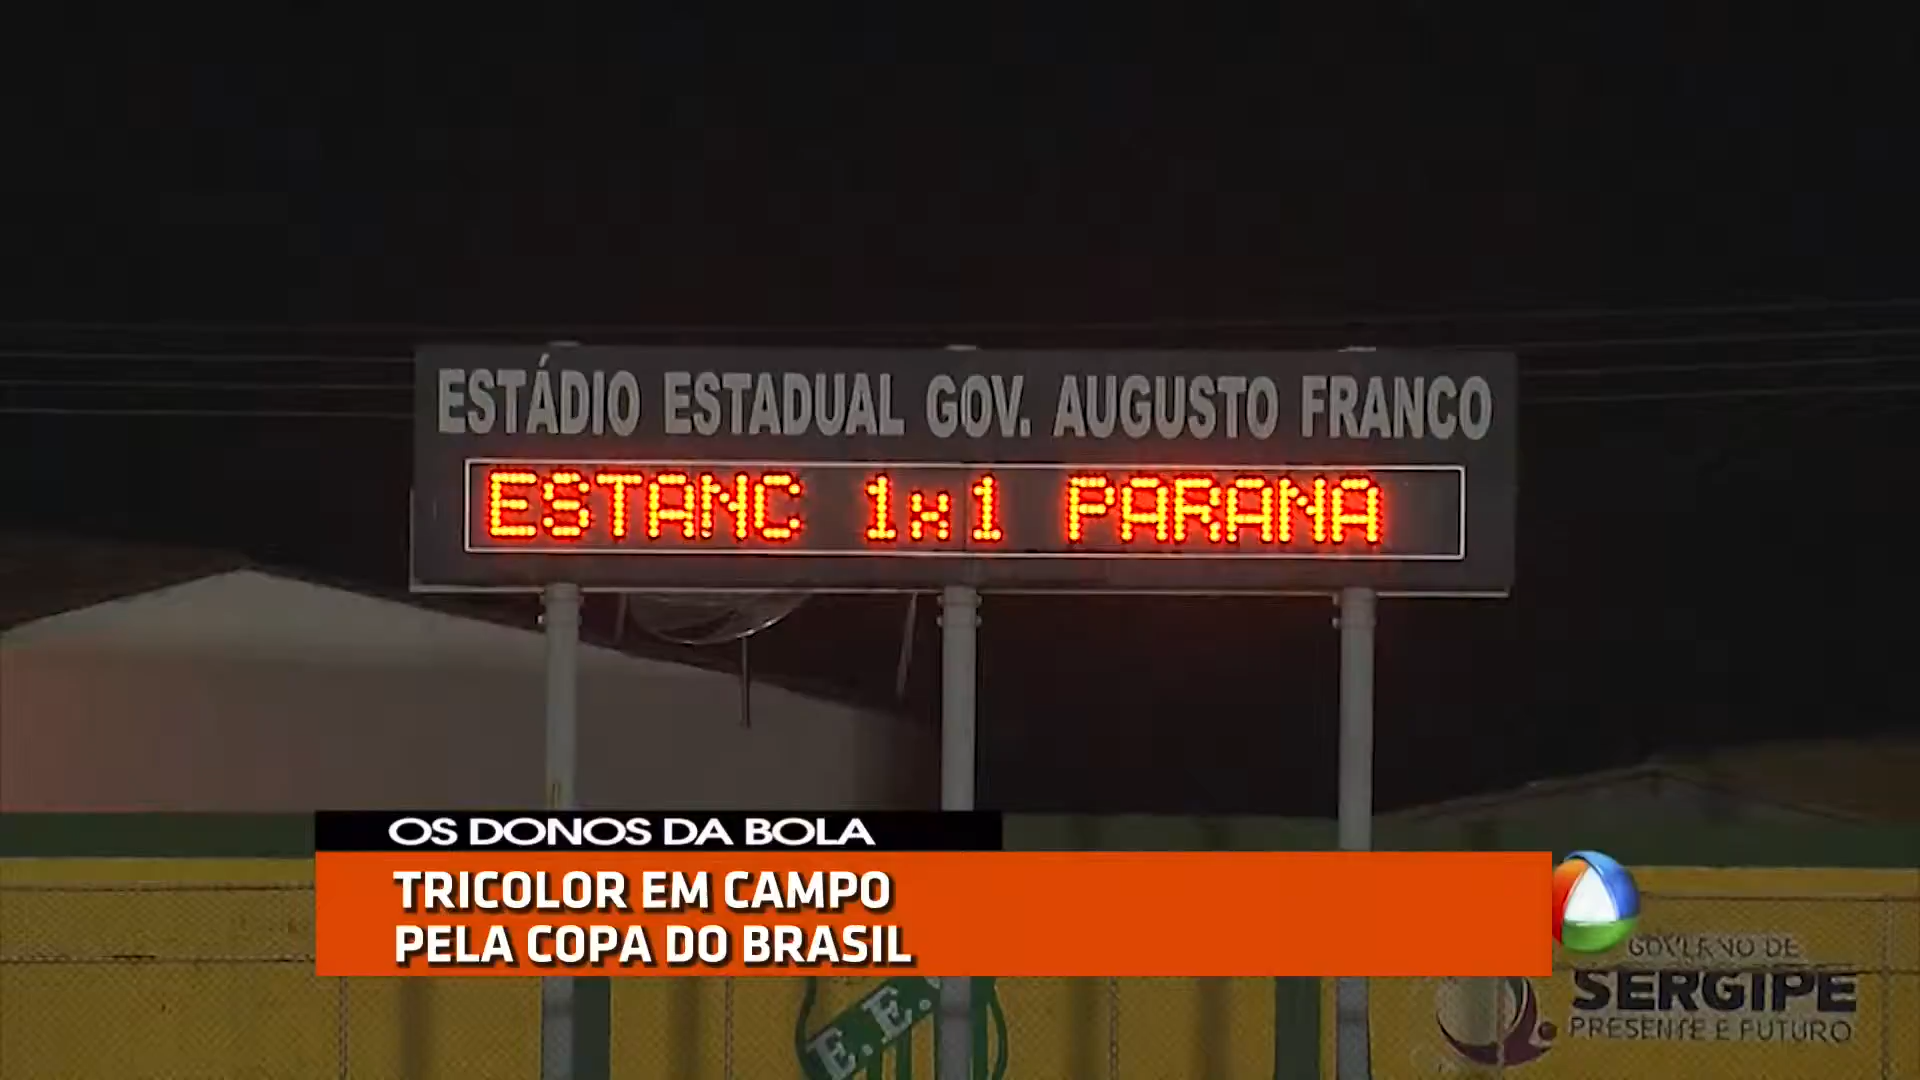 ESTÁDIO ESTADUAL GOV. AUGUSTO FRANCO
ESTANC 1x1 PARANA
OS DONOS DA BOLA
TRICOLOR EM CAMPO
PELA COPA DO BRASIL
GOVERNO DE
SERGIPE
PRESENTE E FUTURO
E.E.